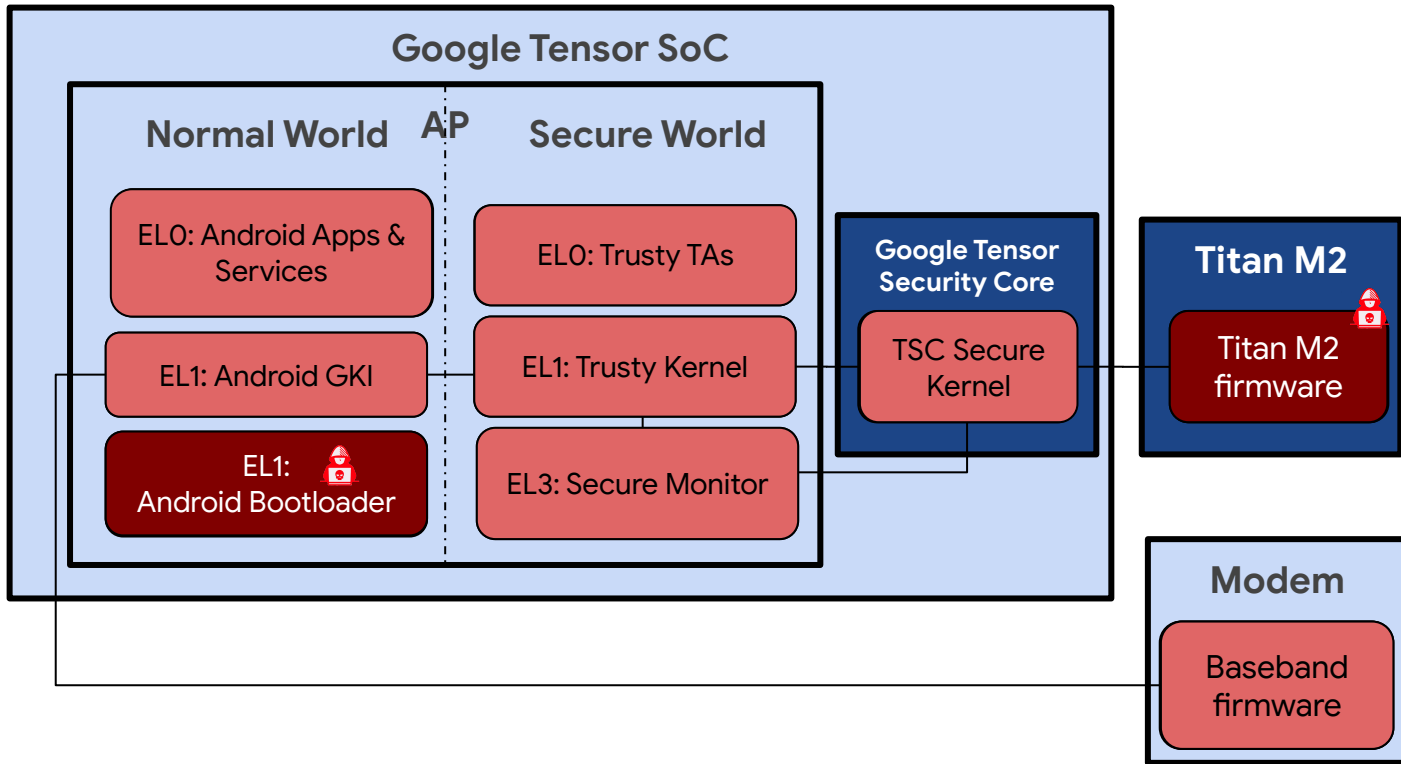 Google Tensor SoC
Normal World
AP
Secure World
EL0: Android Apps &
Services
EL1: Android GKI
EL1:
Android Bootloader
EL0: Trusty TAs
EL1: Trusty Kernel
EL3: Secure Monitor
Google Tensor
Security Core
TSC Secure
Kernel
Titan M2
Titan M2
firmware
Modem
Baseband
firmware